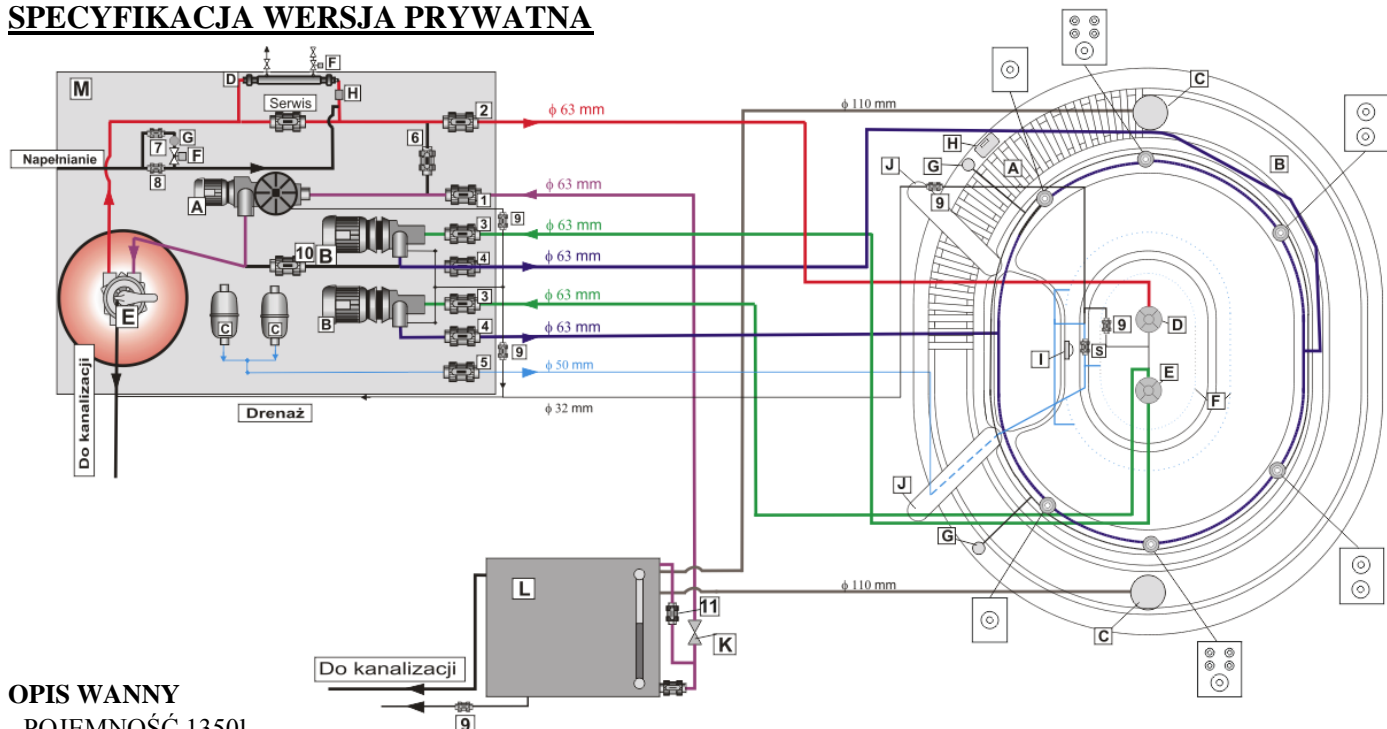 SPECYFIKACJA WERSJA PRYWATNA
M
D
F
H
Serwis
2
ϕ 63 mm
ϕ 110 mm
C
G
7
F
6
Napełnianie
8
H
G
A
B
J
9
A
1
ϕ 63 mm
9
3
ϕ 63 mm
10
B
4
ϕ 63 mm
E
C
C
3
ϕ 63 mm
B
4
ϕ 63 mm
9
5
ϕ 50 mm
I
S
9
D
E
F
Drenaż
ϕ 32 mm
Do kanalizacji
J
G
L
11
K
ϕ 110 mm
C
Do kanalizacji
9
OPIS WANNY
POJEMNOŚĆ 1350l